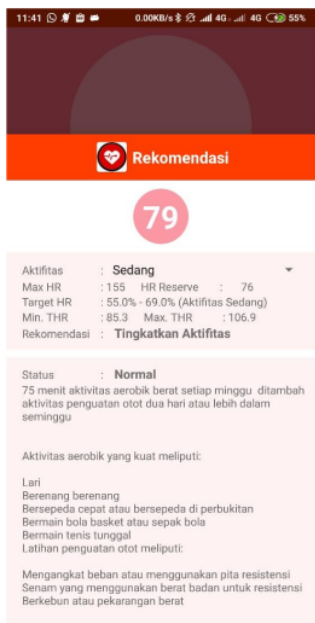 11:41 0.00KB/s 4G 4G 55%
Rekomendasi
79
Aktifitas : Sedang
Max HR : 155 HR Reserve : 76
Target HR : 55.0% - 69.0% (Aktifitas Sedang)
Min. THR : 85.3 Max. THR : 106.9
Rekomendasi : Tingkatkan Aktifitas
Status : Normal
75 menit aktivitas aerobik berat setiap minggu ditambah
aktivitas penguatan otot dua hari atau lebih dalam
seminggu
Aktivitas aerobik yang kuat meliputi:
Lari
Berenang berenang
Bersepeda cepat atau bersepeda di perbukitan
Bermain bola basket atau sepak bola
Bermain tenis tunggal
Latihan penguatan otot meliputi:
Mengangkat beban atau menggunakan pita resistensi
Senam yang menggunakan berat badan untuk resistensi
Berkebun atau pekarangan berat